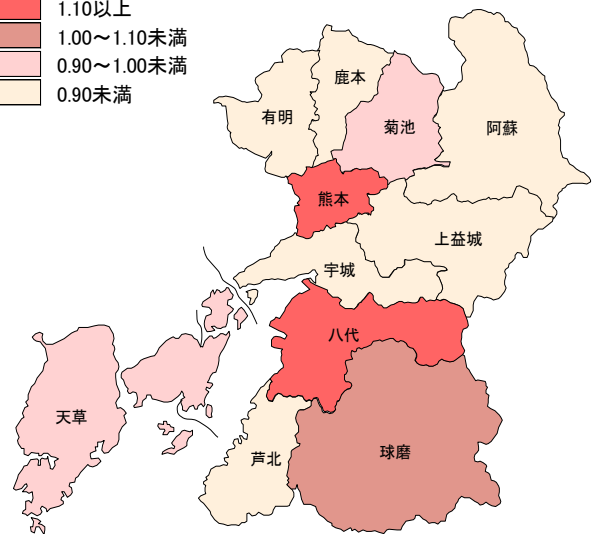 1.10以上
1.00～1.10未満
0.90～1.00未満
0.90未満
鹿本
有明
菊池
阿蘇
熊本
上益城
宇城
八代
天草
芦北
球磨